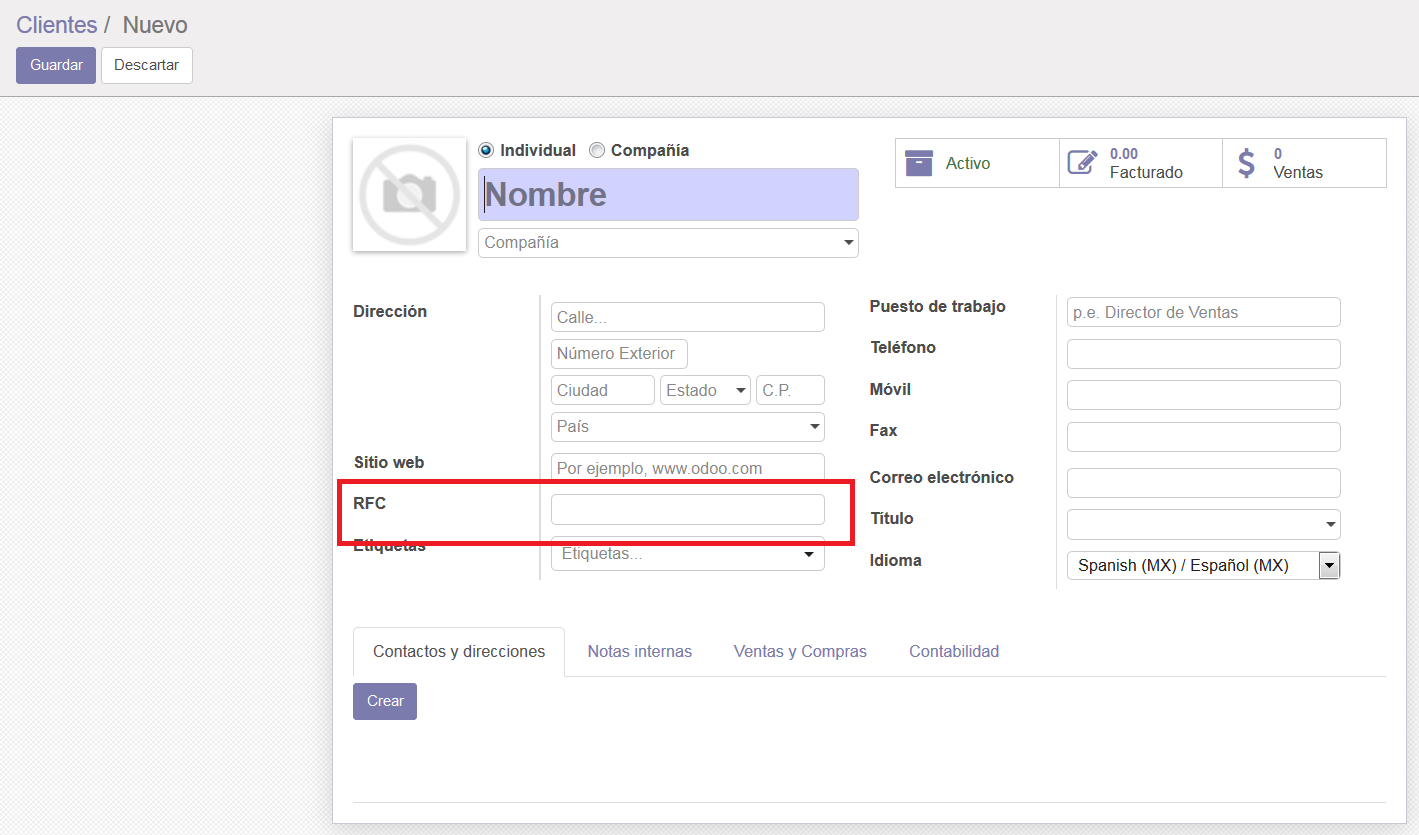 Clientes / Nuevo
Guardar Descartar
Individual Compañía
Nombre
Compañía
Activo
0.00
Facturado
0
Ventas
Dirección
Calle...
Número Exterior
Ciudad Estado C.P.
País
Sitio web Por ejemplo, www.odoo.com
RFC
Etiquetas Etiquetas...
Puesto de trabajo p.e. Director de Ventas
Teléfono
Móvil
Fax
Correo electrónico
Título
Idioma Spanish (MX) / Español (MX)
Contactos y direcciones Notas internas Ventas y Compras Contabilidad
Crear